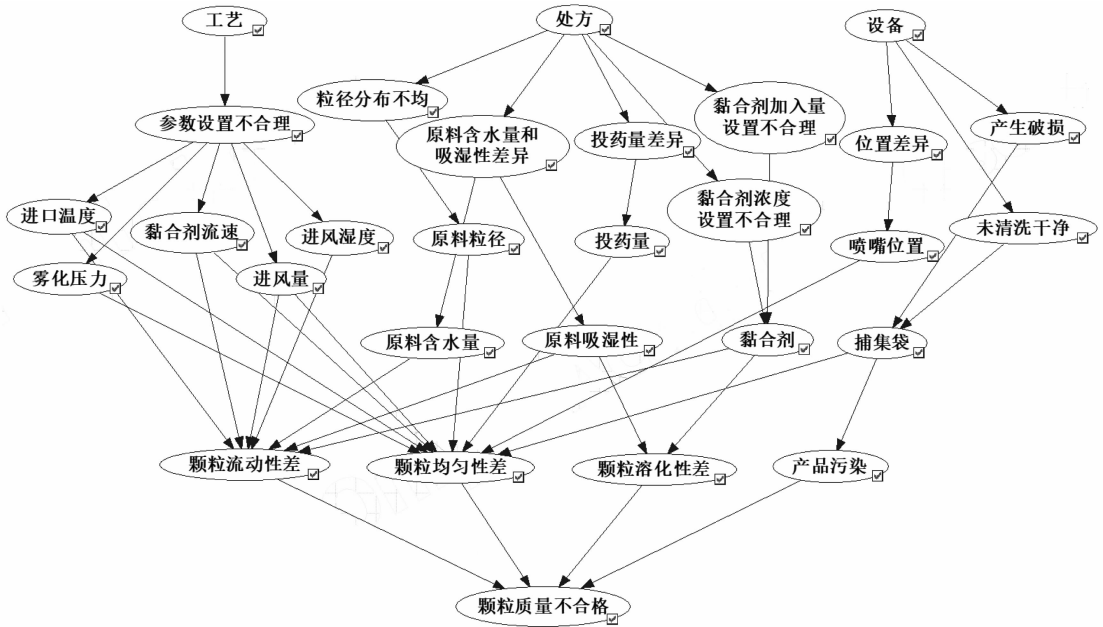 工艺
处方
设备
粒径分布不均
黏合剂加入量
设置不合理
参数设置不合理
原料含水量和
吸湿性差异
投药量差异
位置差异
产生破损
进口温度
黏合剂流速
进风湿度
原料粒径
投药量
黏合剂浓度
设置不合理
喷嘴位置
未清洗干净
雾化压力
进风量
原料含水量
原料吸湿性
黏合剂
捕集袋
颗粒流动性差
颗粒均匀性差
颗粒溶化性差
产品污染
颗粒质量不合格